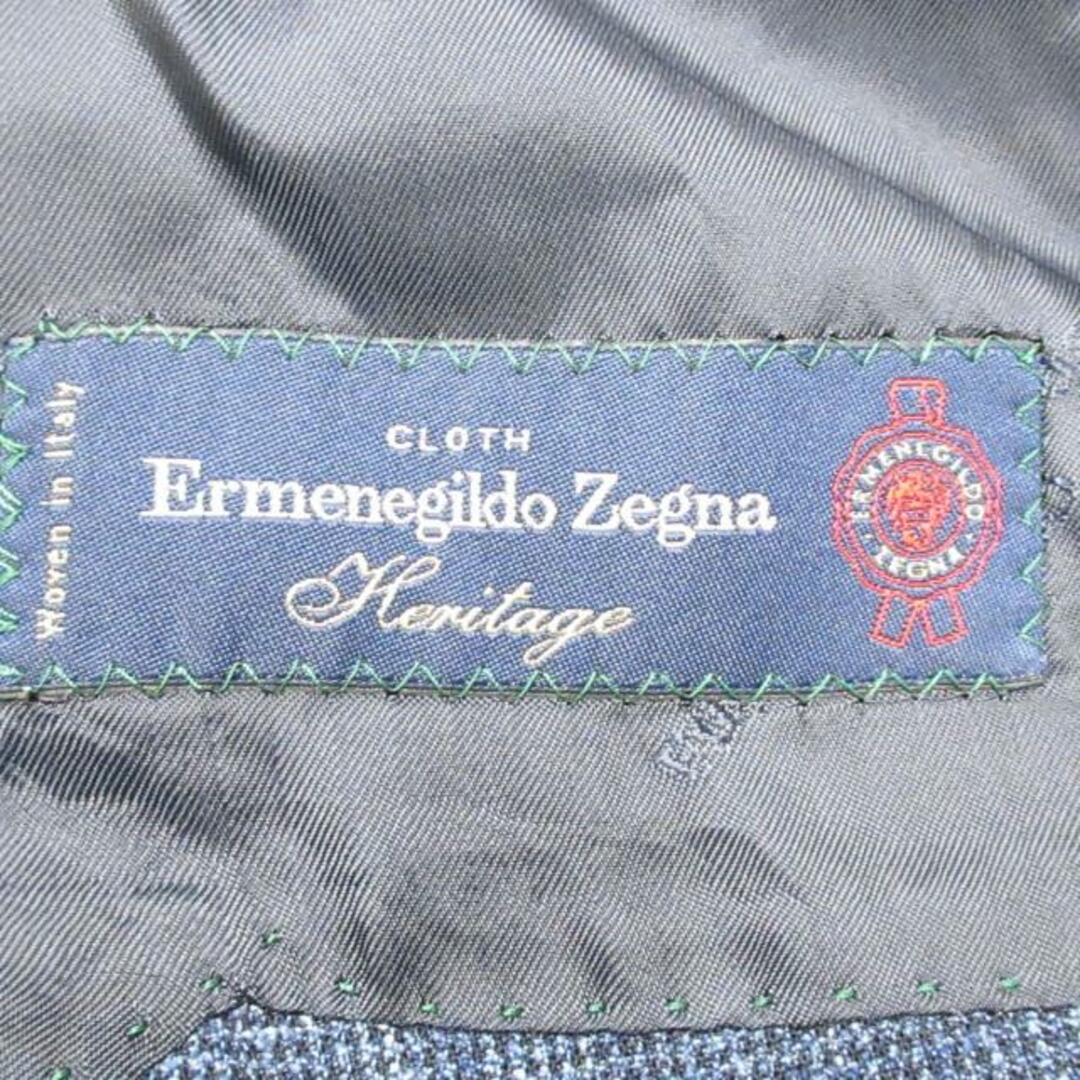 Woven in Italy
CLOTH
Ermenegildo Zegna
Heritage
ERMENEGILDO
ZEGNA